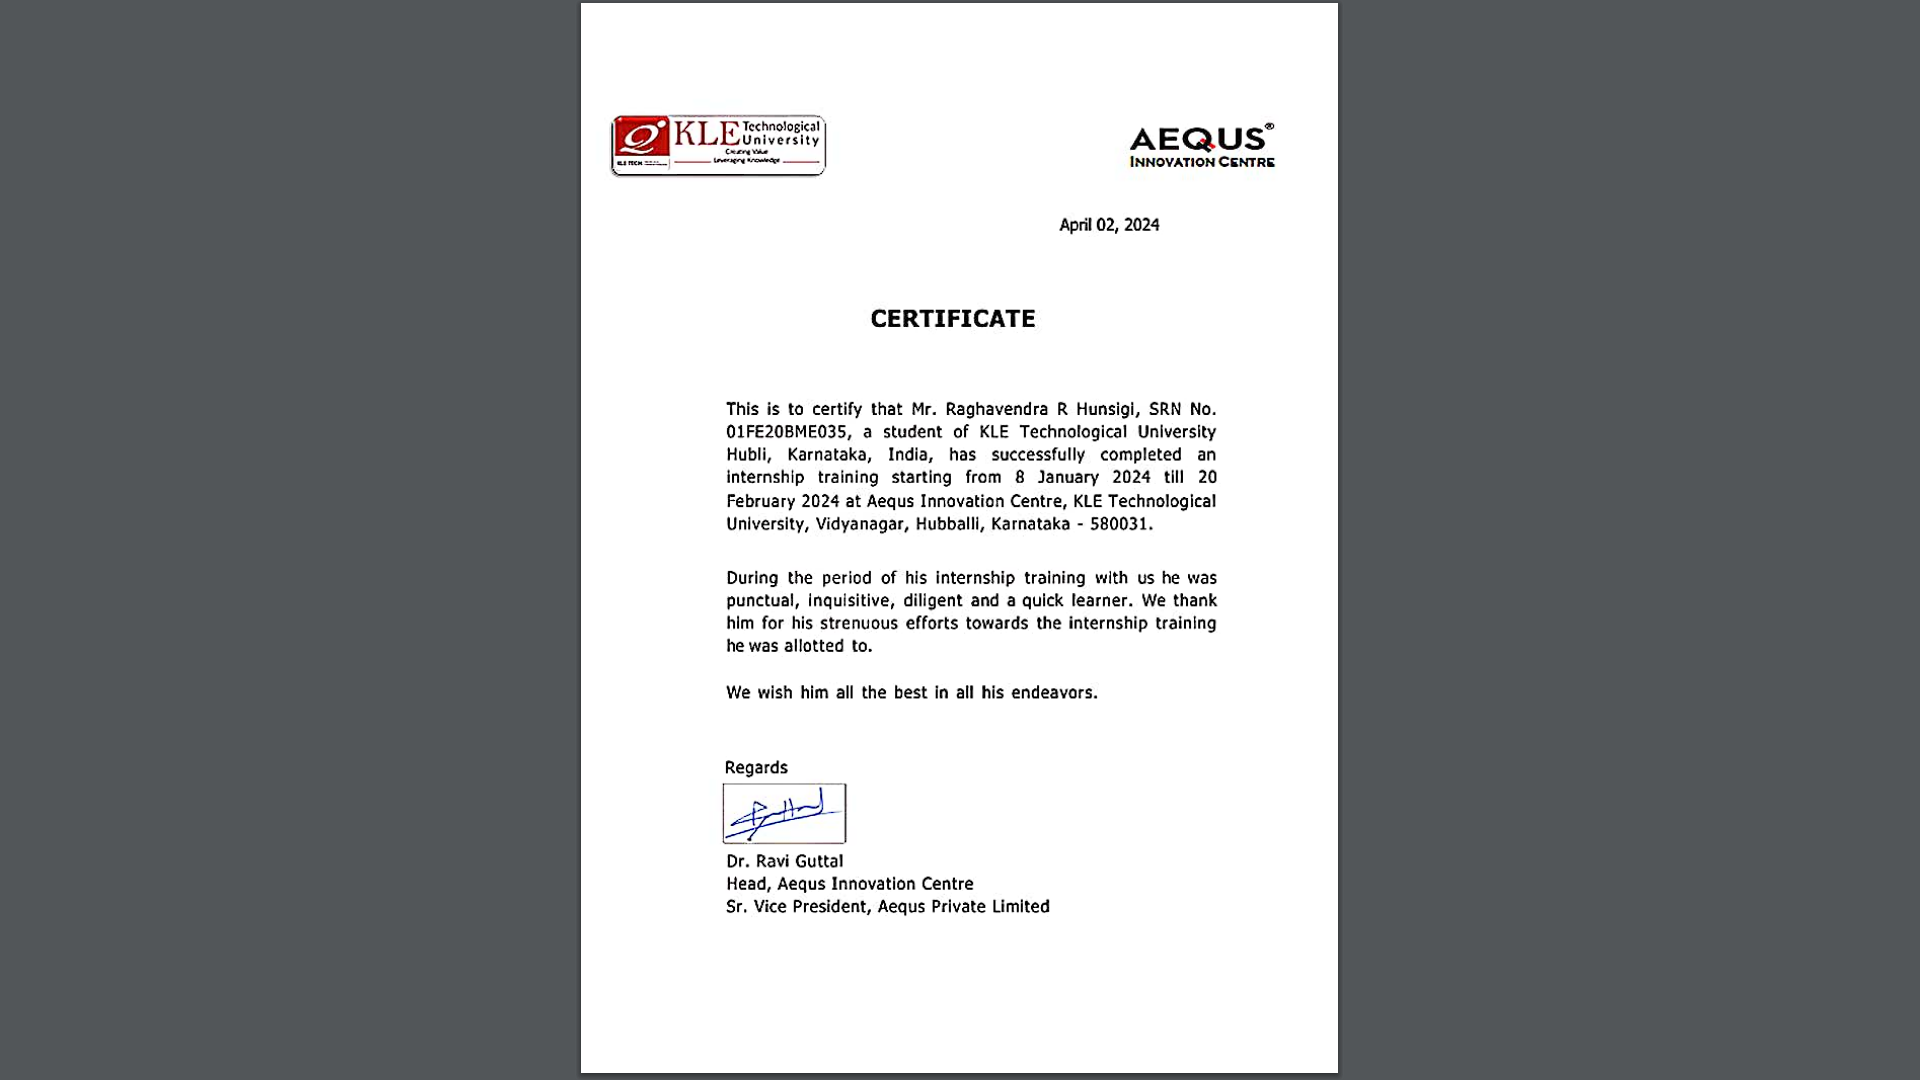 KLE Technological University
Creating Value
Leveraging Knowledge
KLE TECH
AEQUS®
INNOVATION CENTRE
April 02, 2024
CERTIFICATE
This is to certify that Mr. Raghavendra R Hunsigi, SRN No.
01FE20BME035, a student of KLE Technological University
Hubli, Karnataka, India, has successfully completed an
internship training starting from 8 January 2024 till 20
February 2024 at Aequs Innovation Centre, KLE Technological
University, Vidyanagar, Hubballi, Karnataka - 580031.
During the period of his internship training with us he was
punctual, inquisitive, diligent and a quick learner. We thank
him for his strenuous efforts towards the internship training
he was allotted to.
We wish him all the best in all his endeavors.
Regards
Dr. Ravi Guttal
Head, Aequs Innovation Centre
Sr. Vice President, Aequs Private Limited